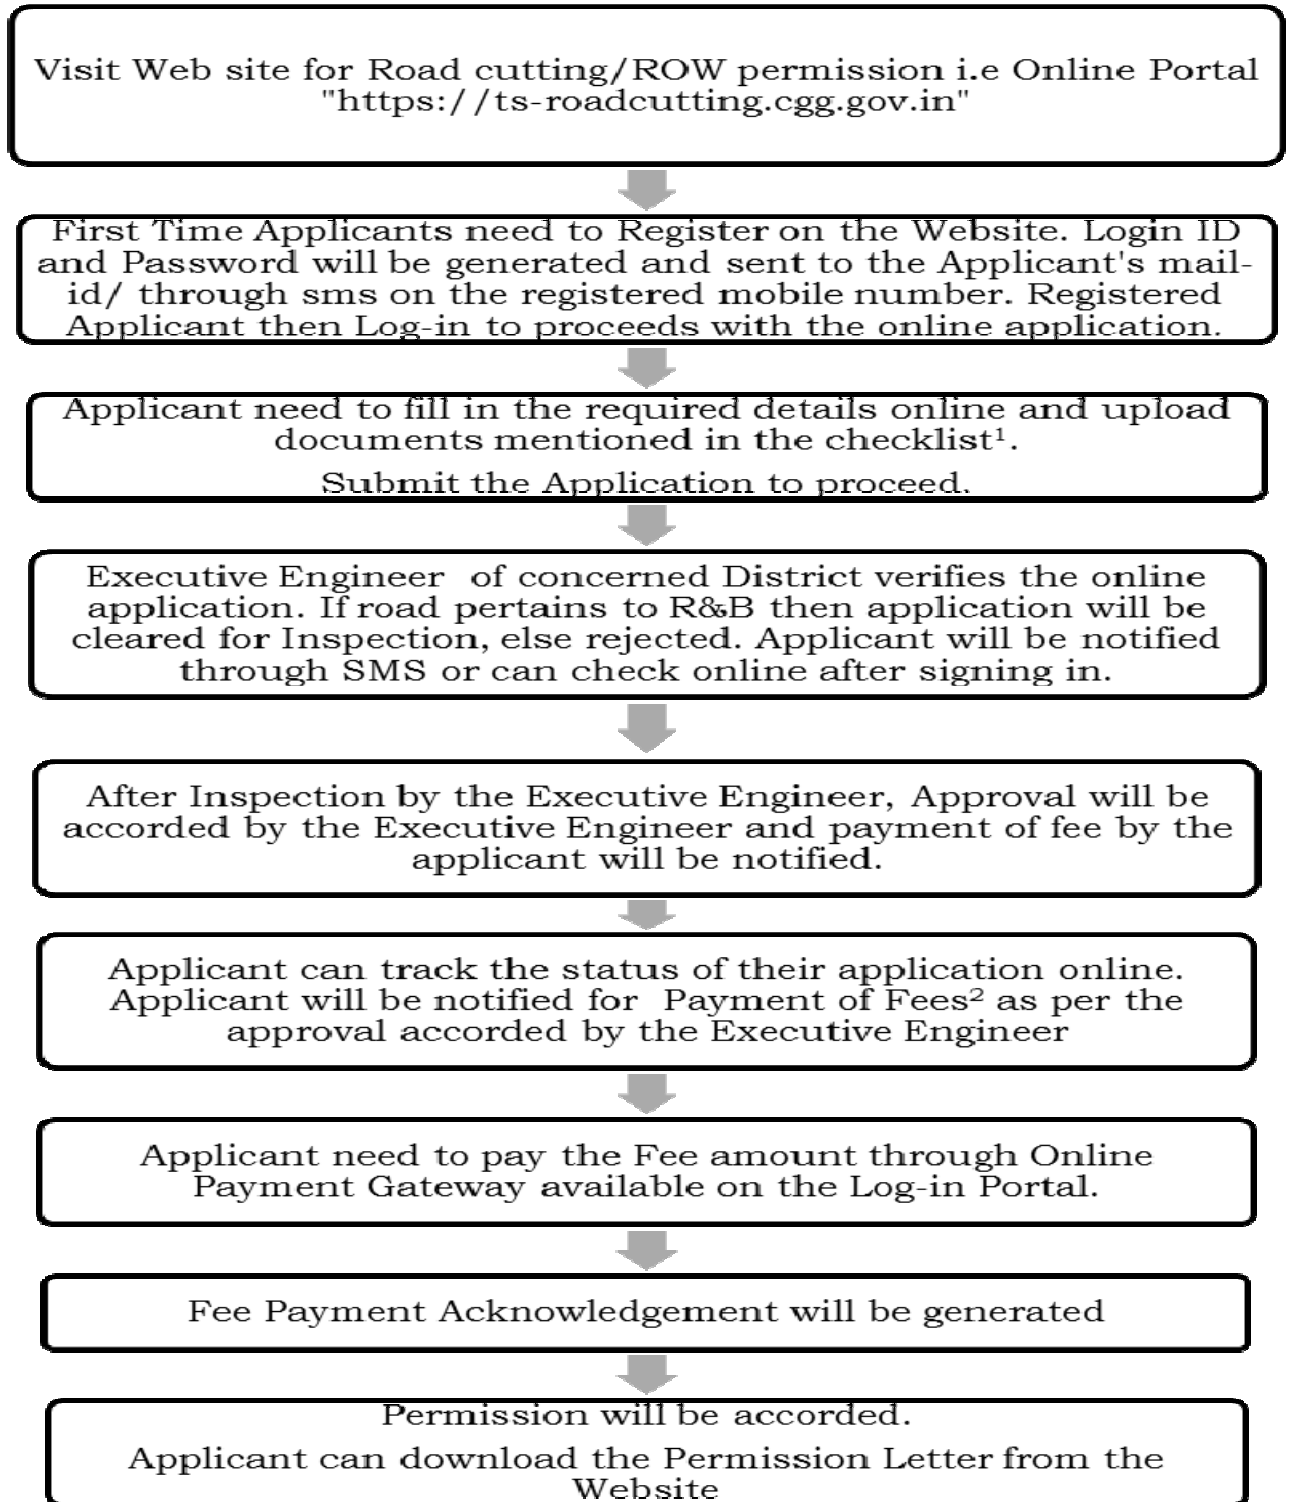 Visit Web site for Road cutting/ROW permission i.e Online Portal
"https://ts-roadcutting.cgg.gov.in"
First Time Applicants need to Register on the Website. Login ID
and Password will be generated and sent to the Applicant's mail-
id/ through sms on the registered mobile number. Registered
Applicant then Log-in to proceeds with the online application.
Applicant need to fill in the required details online and upload
documents mentioned in the checklist¹.
Submit the Application to proceed.
Executive Engineer of concerned District verifies the online
application. If road pertains to R&B then application will be
cleared for Inspection, else rejected. Applicant will be notified
through SMS or can check online after signing in.
After Inspection by the Executive Engineer, Approval will be
accorded by the Executive Engineer and payment of fee by the
applicant will be notified.
Applicant can track the status of their application online.
Applicant will be notified for Payment of Fees² as per the
approval accorded by the Executive Engineer
Applicant need to pay the Fee amount through Online
Payment Gateway available on the Log-in Portal.
Fee Payment Acknowledgement will be generated
Permission will be accorded.
Applicant can download the Permission Letter from the
Website